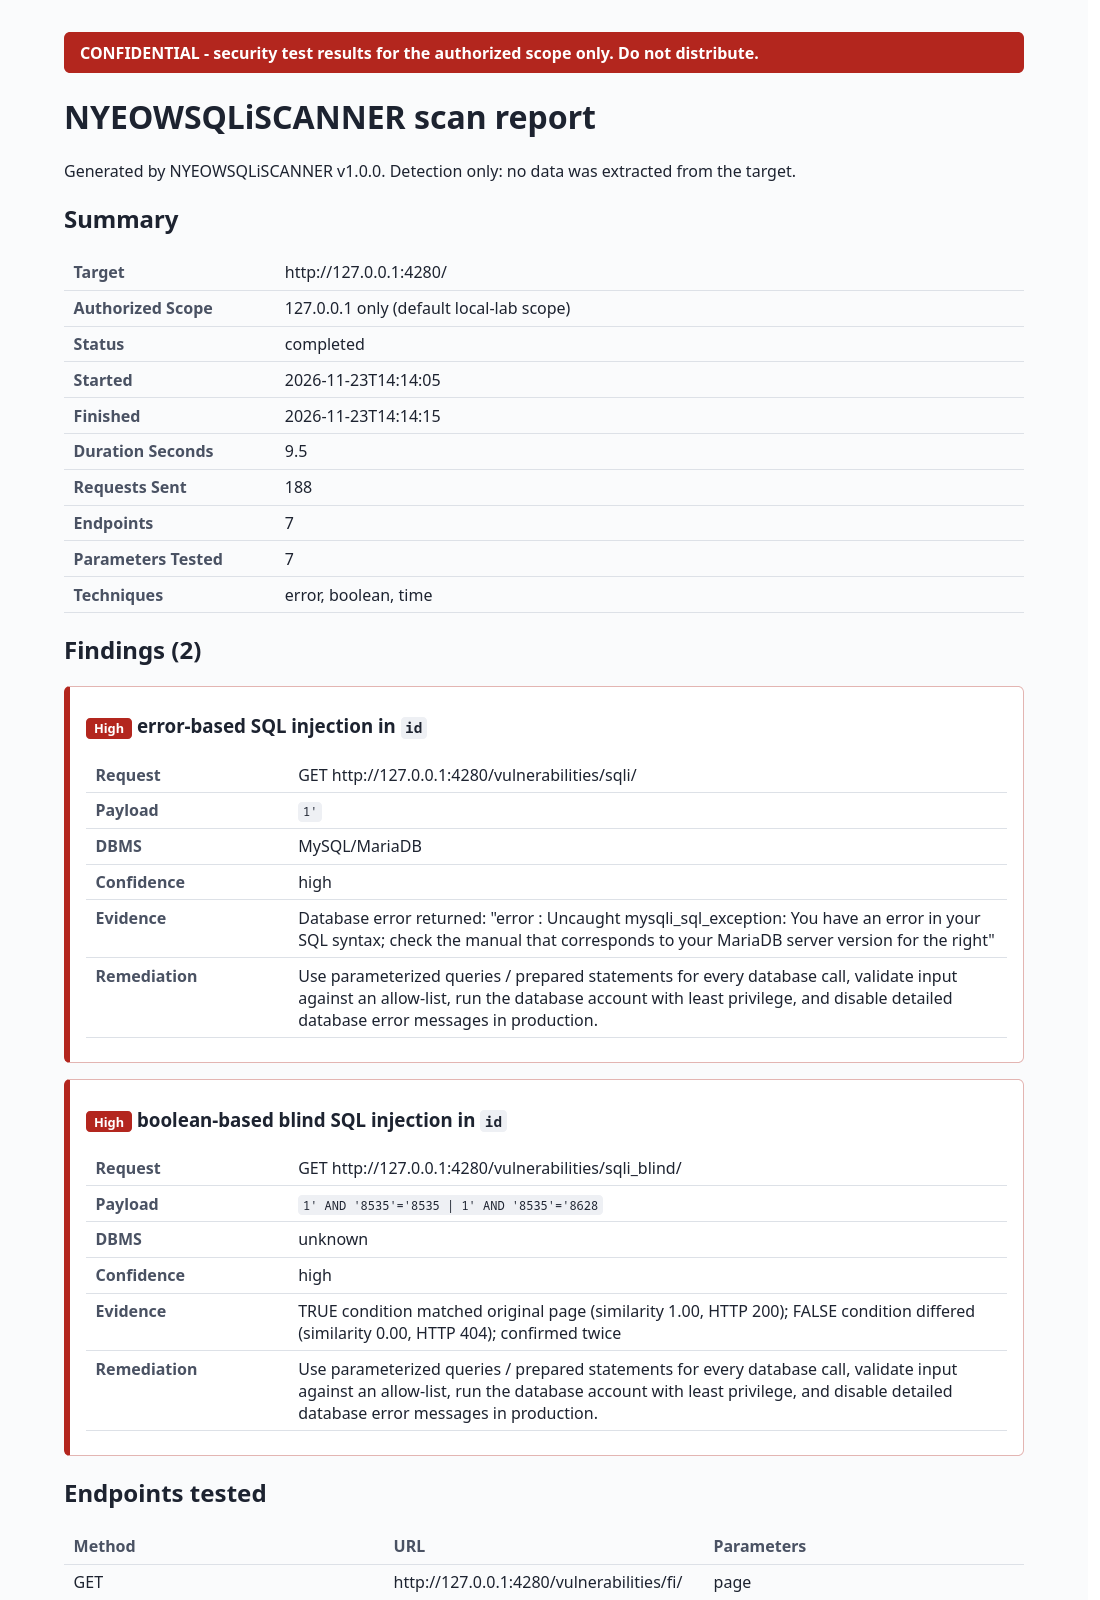 CONFIDENTIAL - security test results for the authorized scope only. Do not distribute.
NYEOWSQLiSCANNER scan report
Generated by NYEOWSQLiSCANNER v1.0.0. Detection only: no data was extracted from the target.
Summary
Target http://127.0.0.1:4280/
Authorized Scope 127.0.0.1 only (default local-lab scope)
Status completed
Started 2026-11-23T14:14:05
Finished 2026-11-23T14:14:15
Duration Seconds 9.5
Requests Sent 188
Endpoints 7
Parameters Tested 7
Techniques error, boolean, time
Findings (2)
High error-based SQL injection in id
Request GET http://127.0.0.1:4280/vulnerabilities/sqli/
Payload 1'
DBMS MySQL/MariaDB
Confidence high
Evidence Database error returned: "error : Uncaught mysqli_sql_exception: You have an error in your
SQL syntax; check the manual that corresponds to your MariaDB server version for the right"
Remediation Use parameterized queries / prepared statements for every database call, validate input
against an allow-list, run the database account with least privilege, and disable detailed
database error messages in production.
High boolean-based blind SQL injection in id
Request GET http://127.0.0.1:4280/vulnerabilities/sqli_blind/
Payload 1' AND '8535'='8535 | 1' AND '8535'='8628
DBMS unknown
Confidence high
Evidence TRUE condition matched original page (similarity 1.00, HTTP 200); FALSE condition differed
(similarity 0.00, HTTP 404); confirmed twice
Remediation Use parameterized queries / prepared statements for every database call, validate input
against an allow-list, run the database account with least privilege, and disable detailed
database error messages in production.
Endpoints tested
Method URL Parameters
GET http://127.0.0.1:4280/vulnerabilities/fi/ page